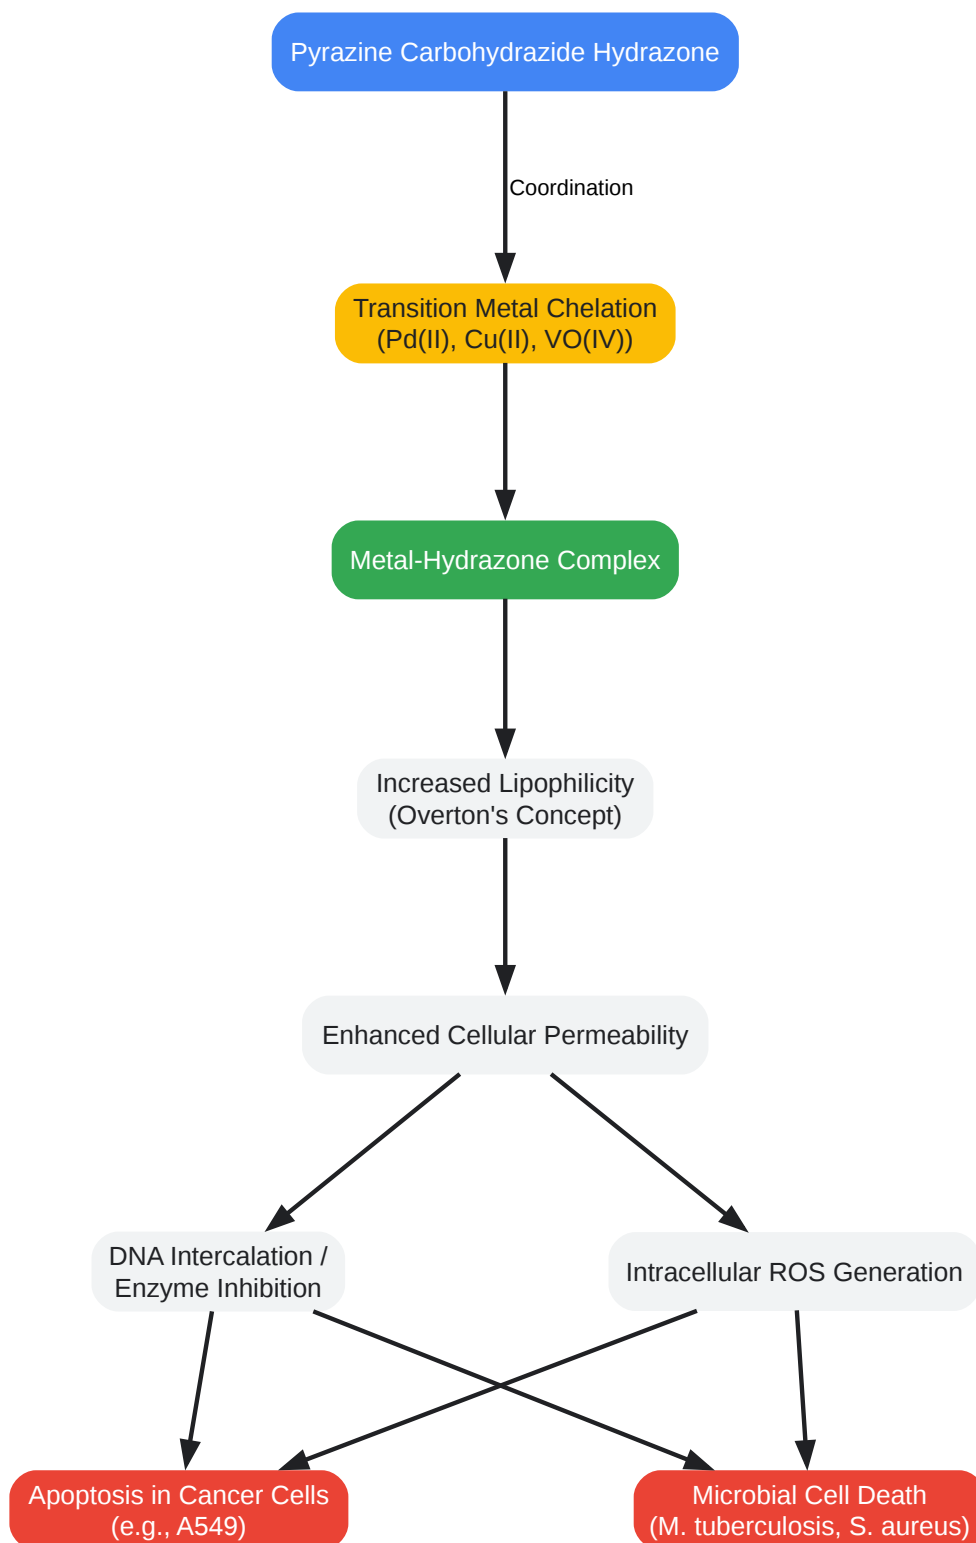 Pyrazine Carbohydrazide Hydrazone
Coordination
Transition Metal Chelation
(Pd(II), Cu(II), VO(IV))
Metal-Hydrazone Complex
Increased Lipophilicity
(Overton's Concept)
Enhanced Cellular Permeability
DNA Intercalation /
Enzyme Inhibition
Intracellular ROS Generation
Apoptosis in Cancer Cells
(e.g., A549)
Microbial Cell Death
(M. tuberculosis, S. aureus)